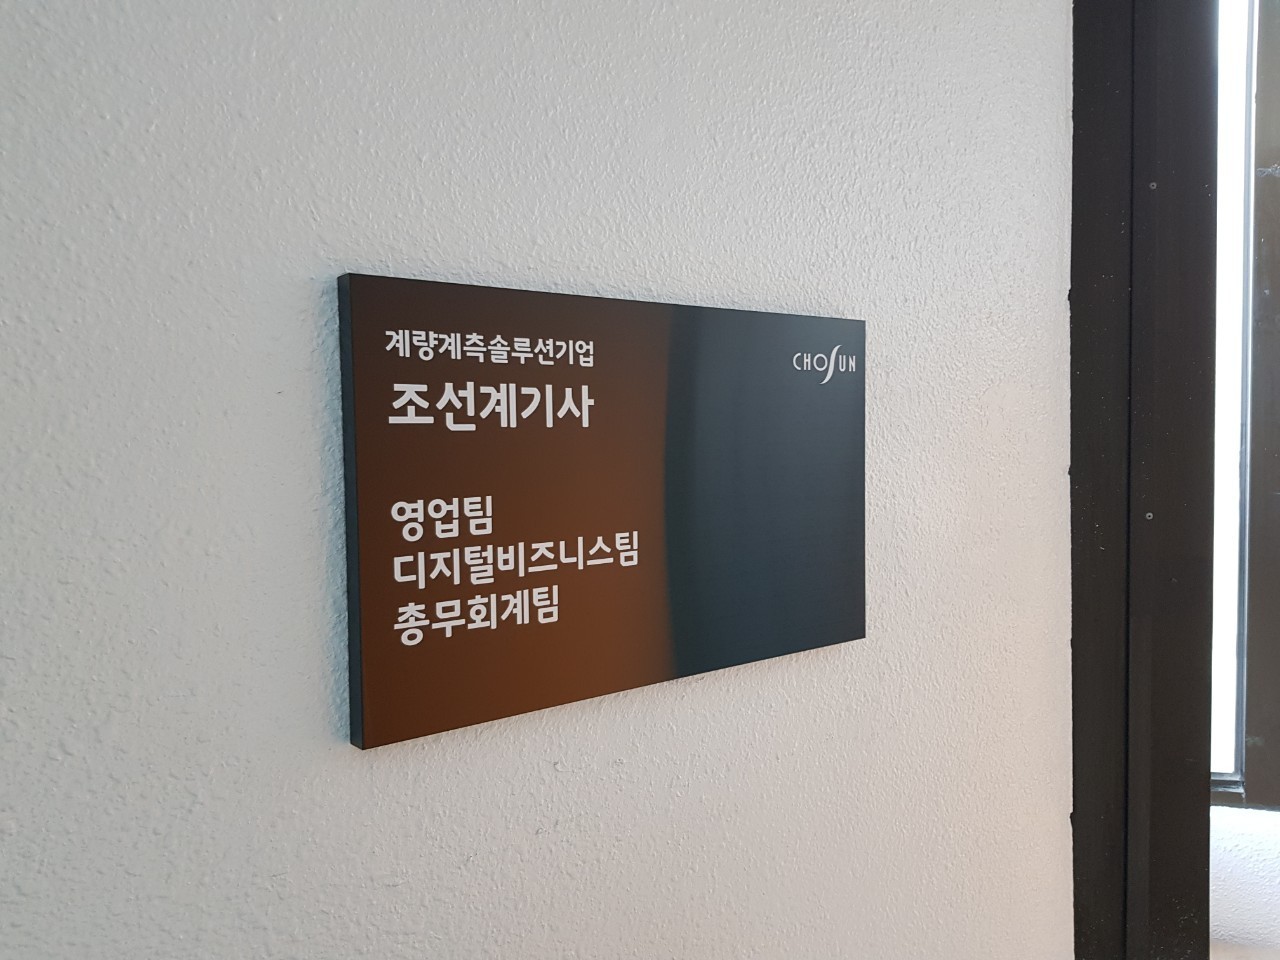 계량계측솔루션기업
조선계기사
CHOSUN
영업팀
디지털비즈니스팀
총무회계팀